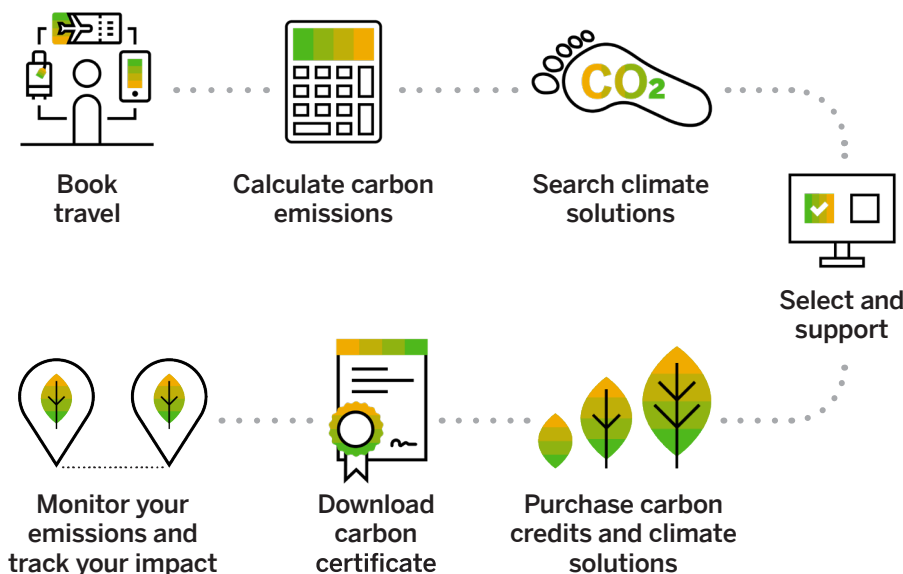 CO₂
Book
travel
Calculate carbon
emissions
Search climate
solutions
Select and
support
Purchase carbon
credits and climate
solutions
Download
carbon
certificate
Monitor your
emissions and
track your impact